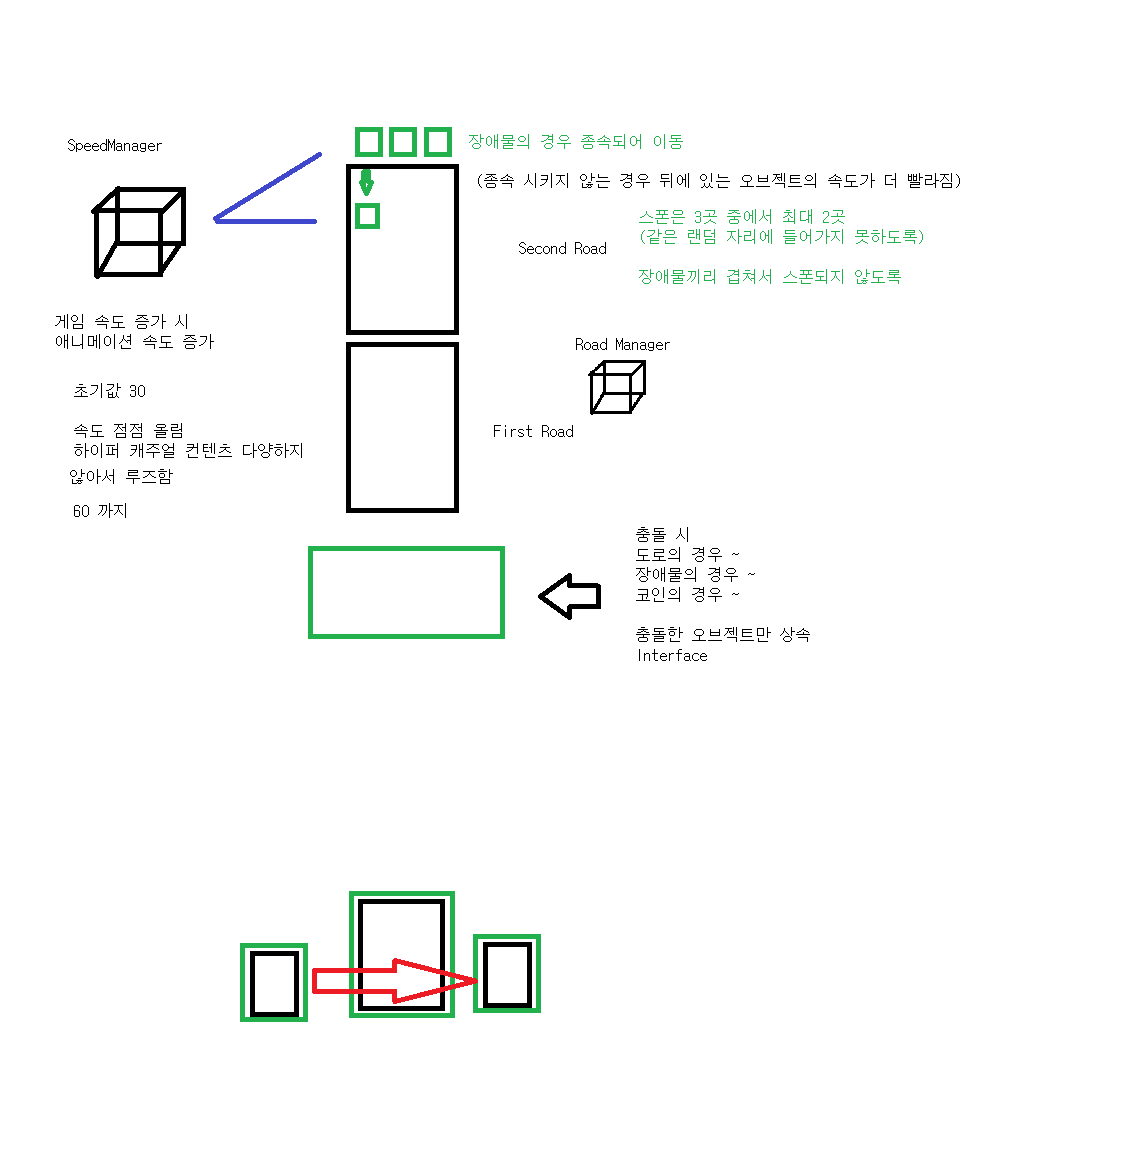 SpeedManager
장애물의 경우 종속되어 이동
(종속 시키지 않는 경우 뒤에 있는 오브젝트의 속도가 더 빨라짐)
스폰은 3곳 중에서 최대 2곳
(같은 랜덤 자리에 들어가지 못하도록)
Second Road
장애물끼리 겹쳐서 스폰되지 않도록
게임 속도 증가 시
애니메이션 속도 증가
Road Manager
초기값 30
속도 점점 올림
하이퍼 캐주얼 컨텐츠 다양하지
않아서 루즈함
First Road
60 까지
충돌 시
도로의 경우 ~
장애물의 경우 ~
코인의 경우 ~
충돌한 오브젝트만 상속
Interface